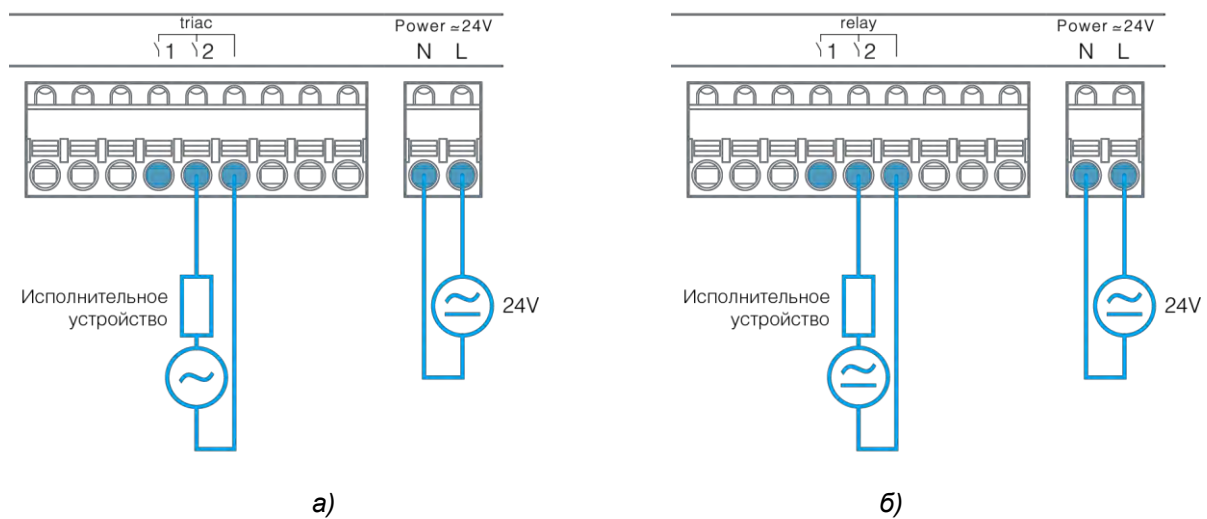 triac
1 2
Power ≃24V
N L
Исполнительное
устройство
24V
а)
relay
1 2
Power ≃24V
N L
Исполнительное
устройство
24V
б)